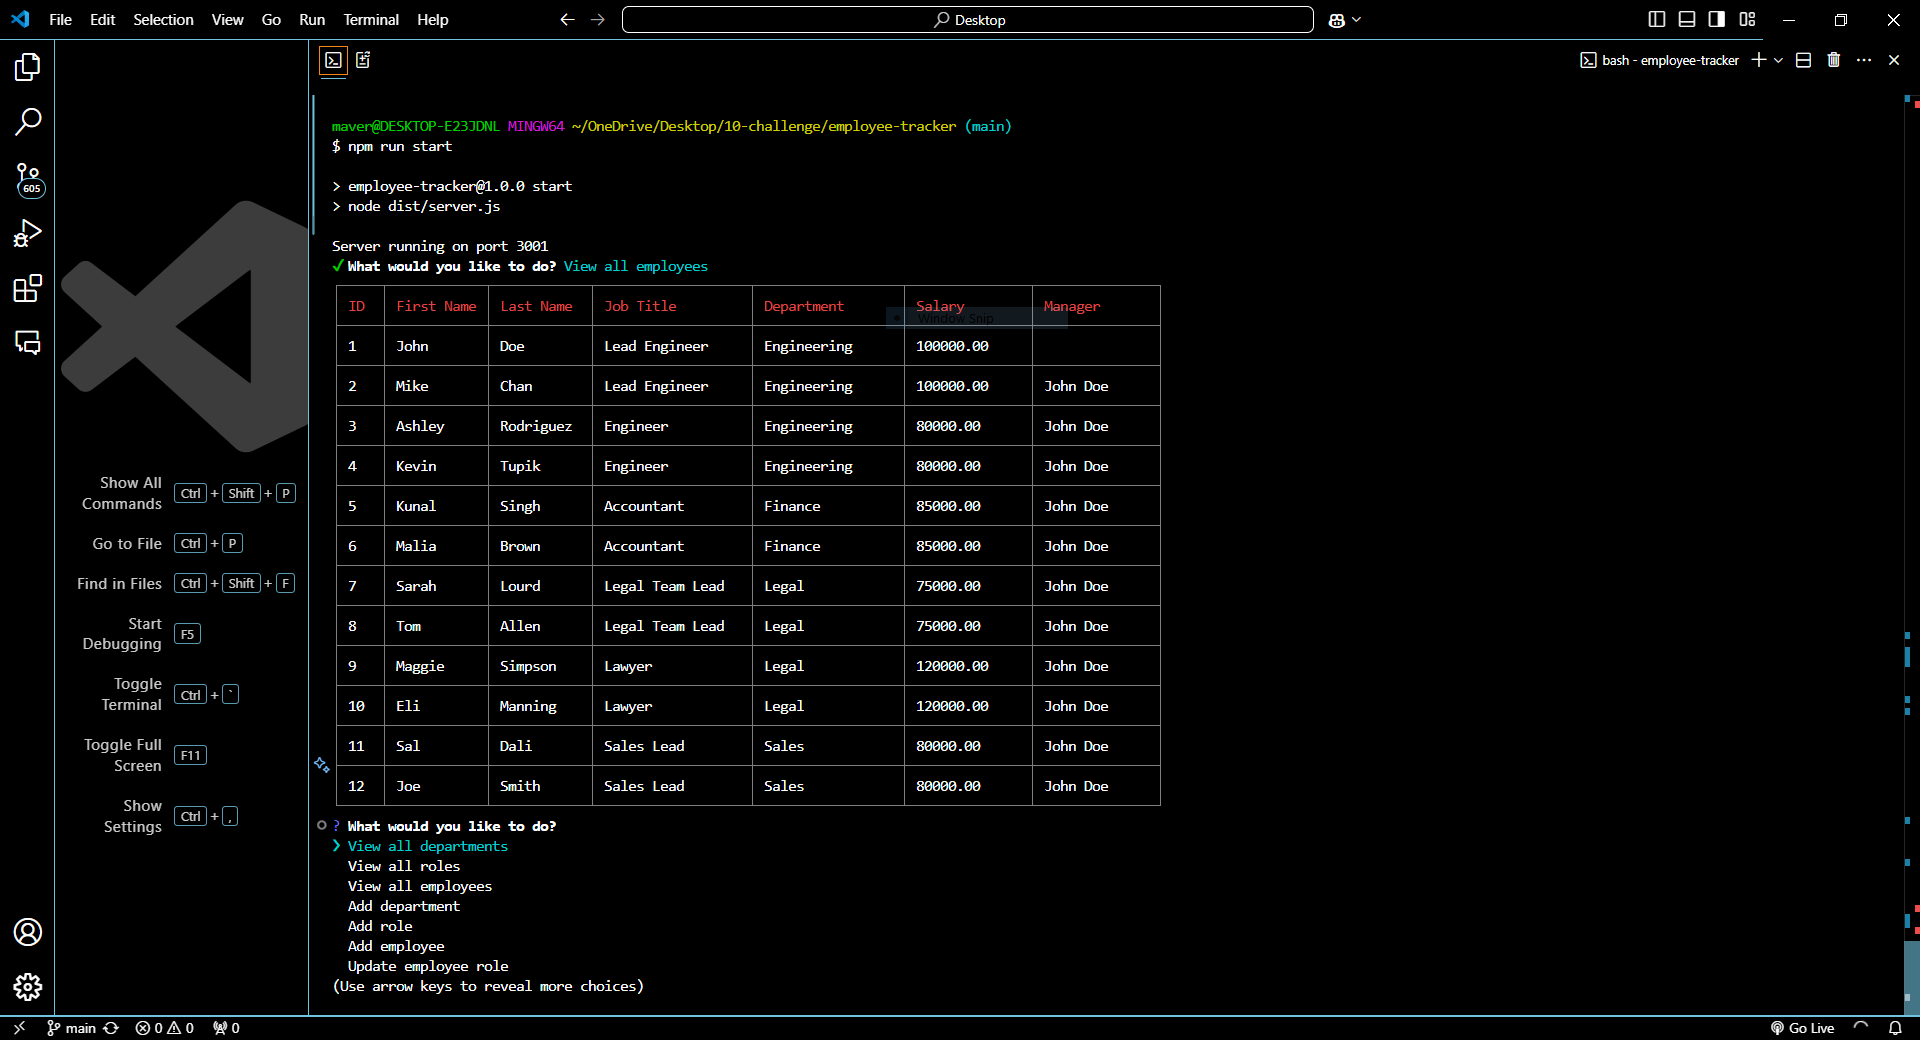 File Edit Selection View Go Run Terminal Help
Desktop
bash - employee-tracker
605
maver@DESKTOP-E23JDNL MINGW64 ~/OneDrive/Desktop/10-challenge/employee-tracker (main)
$ npm run start
> employee-tracker@1.0.0 start
> node dist/server.js
Server running on port 3001
✔ What would you like to do? View all employees
ID First Name Last Name Job Title Department Salary Manager
Window Snip
1 John Doe Lead Engineer Engineering 100000.00
2 Mike Chan Lead Engineer Engineering 100000.00 John Doe
3 Ashley Rodriguez Engineer Engineering 80000.00 John Doe
4 Kevin Tupik Engineer Engineering 80000.00 John Doe
5 Kunal Singh Accountant Finance 85000.00 John Doe
6 Malia Brown Accountant Finance 85000.00 John Doe
7 Sarah Lourd Legal Team Lead Legal 75000.00 John Doe
8 Tom Allen Legal Team Lead Legal 75000.00 John Doe
9 Maggie Simpson Lawyer Legal 120000.00 John Doe
10 Eli Manning Lawyer Legal 120000.00 John Doe
11 Sal Dali Sales Lead Sales 80000.00 John Doe
12 Joe Smith Sales Lead Sales 80000.00 John Doe
? What would you like to do?
❯ View all departments
View all roles
View all employees
Add department
Add role
Add employee
Update employee role
(Use arrow keys to reveal more choices)
Show All
Commands Ctrl + Shift + P
Go to File Ctrl + P
Find in Files Ctrl + Shift + F
Start
Debugging F5
Toggle
Terminal Ctrl + `
Toggle Full
Screen F11
Show
Settings Ctrl + ,
main 0 0 0 Go Live